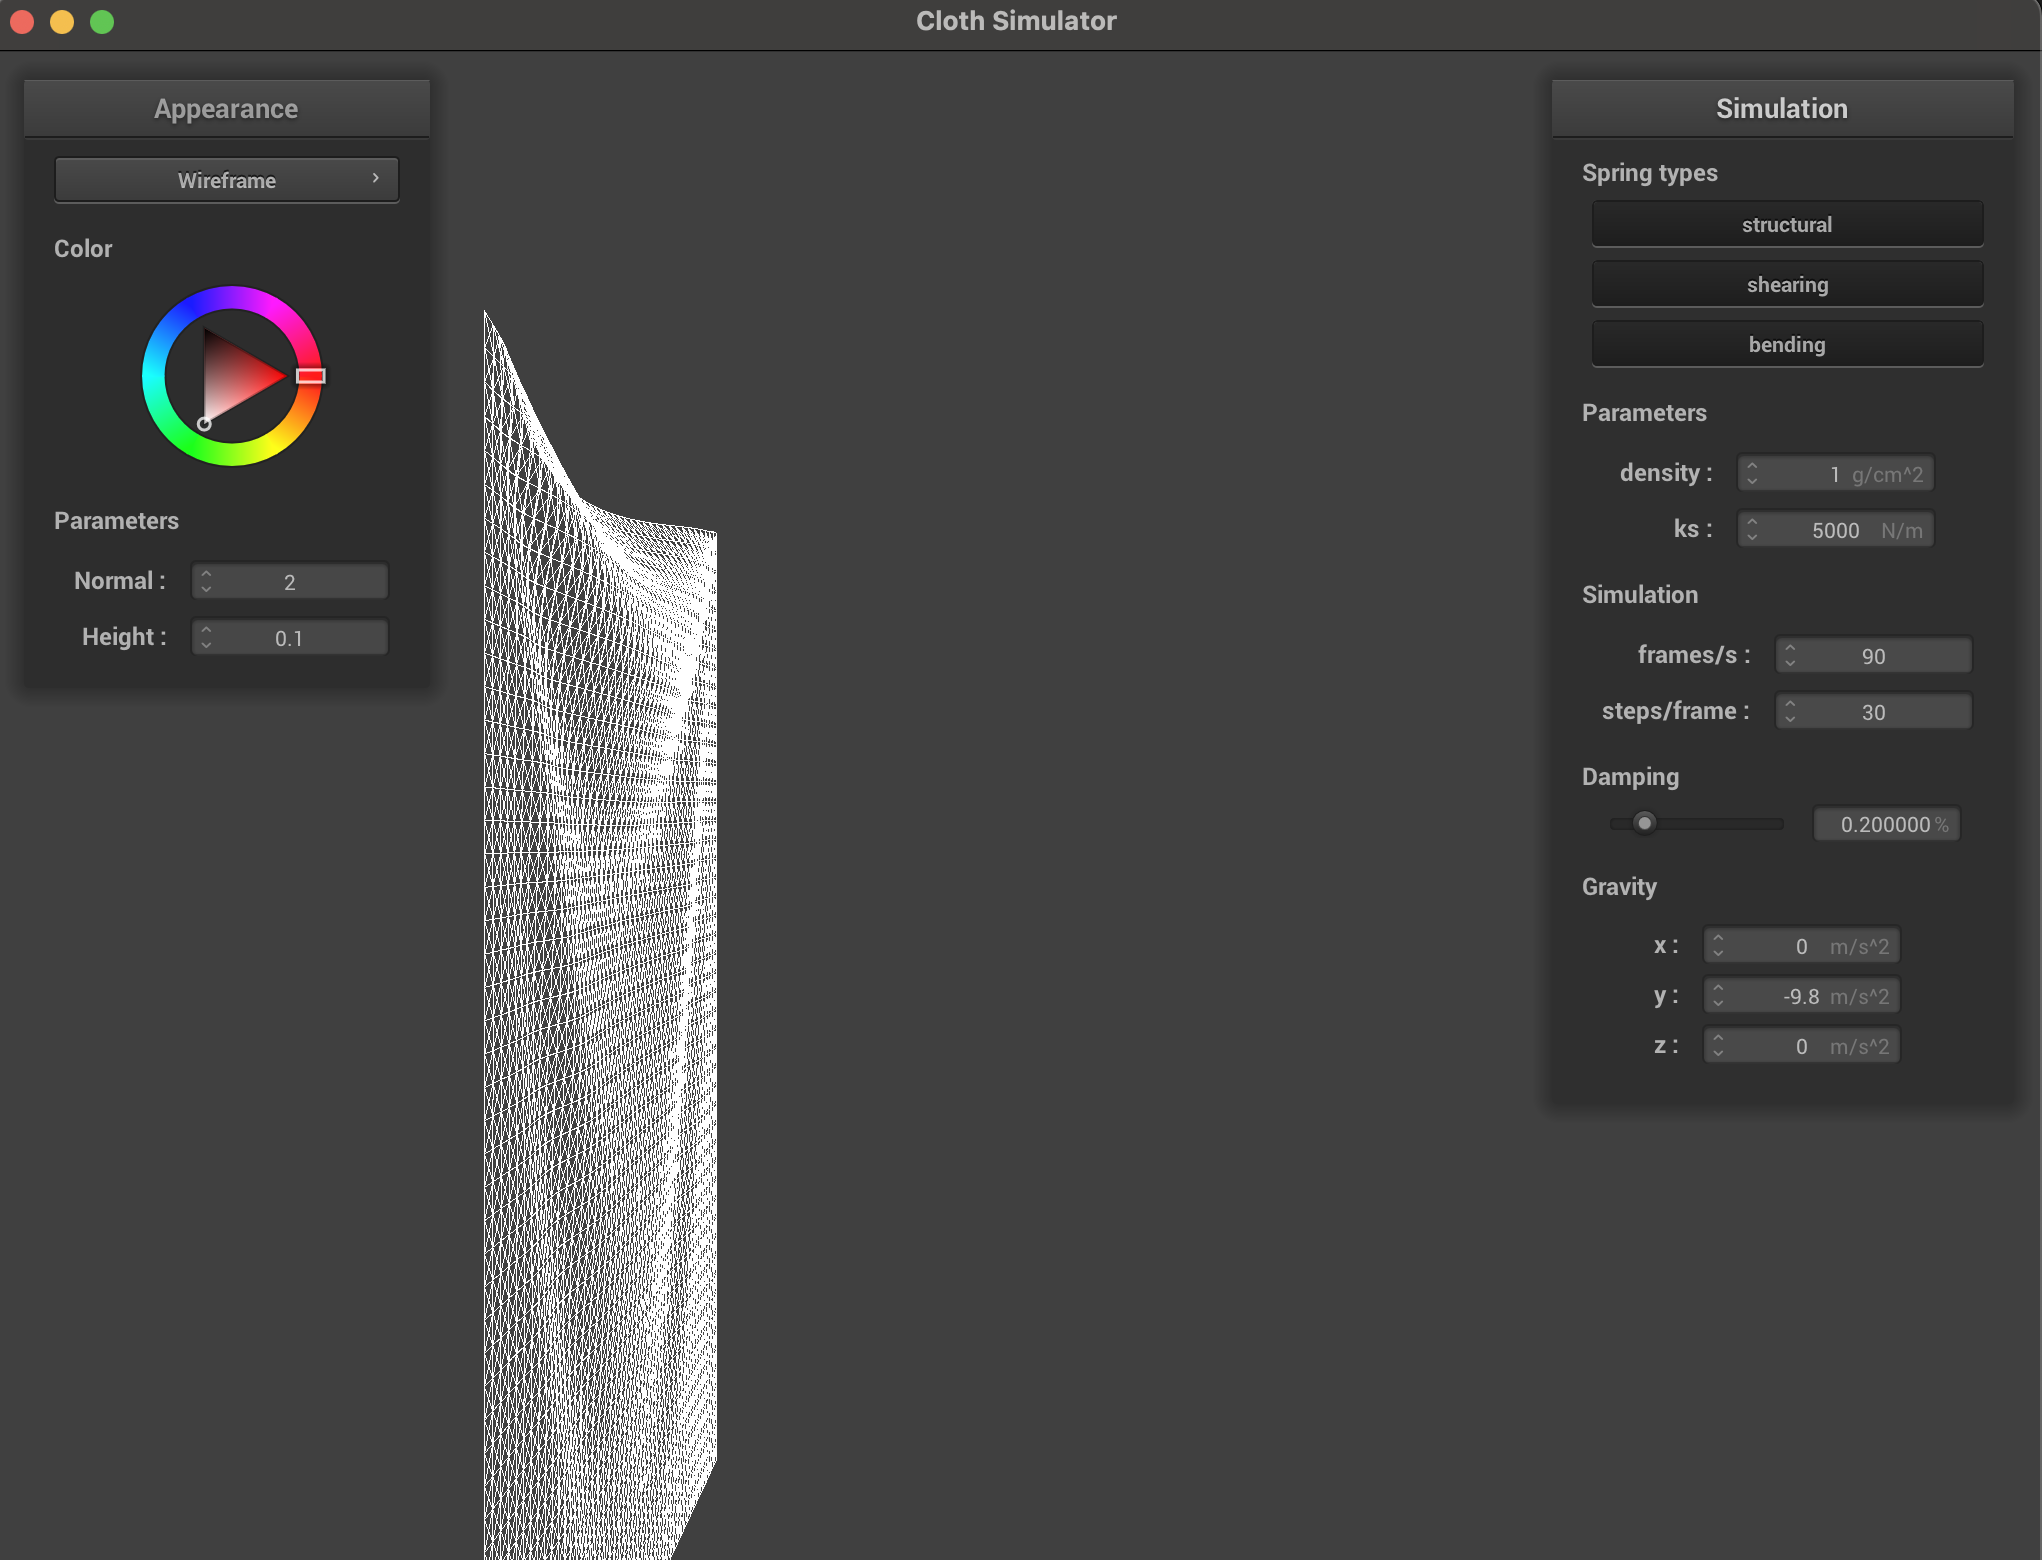 Cloth Simulator
Appearance
Wireframe
Color
Parameters
Normal : 2
Height : 0.1
Simulation
Spring types
structural
shearing
bending
Parameters
density : 1 g/cm^2
ks : 5000 N/m
Simulation
frames/s : 90
steps/frame : 30
Damping
0.200000 %
Gravity
x : 0 m/s^2
y : -9.8 m/s^2
z : 0 m/s^2